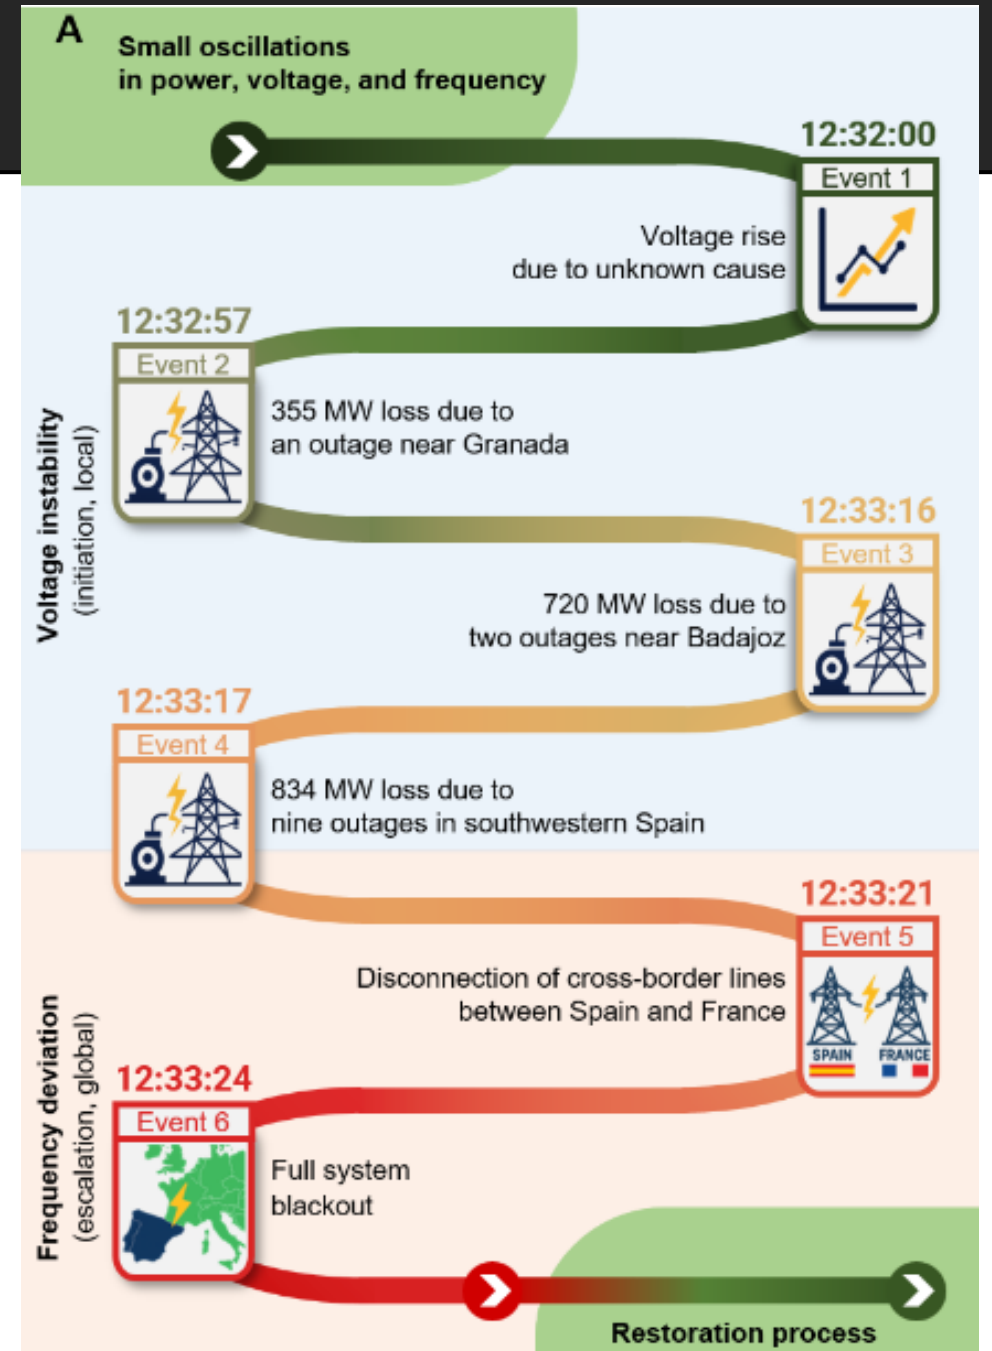 A
Small oscillations
in power, voltage, and frequency
12:32:00
Event 1
Voltage rise
due to unknown cause
12:32:57
Event 2
355 MW loss due to
an outage near Granada
Voltage instability
(initiation, local)
12:33:16
Event 3
720 MW loss due to
two outages near Badajoz
12:33:17
Event 4
834 MW loss due to
nine outages in southwestern Spain
12:33:21
Event 5
Disconnection of cross-border lines
between Spain and France
SPAIN FRANCE
Frequency deviation
(escalation, global)
12:33:24
Event 6
Full system
blackout
Restoration process